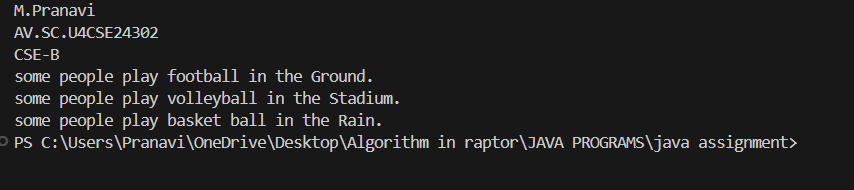 M.Pranavi
AV.SC.U4CSE24302
CSE-B
some people play football in the Ground.
some people play volleyball in the Stadium.
some people play basket ball in the Rain.
PS C:\Users\Pranavi\OneDrive\Desktop\Algorithm in raptor\JAVA PROGRAMS\java assignment>